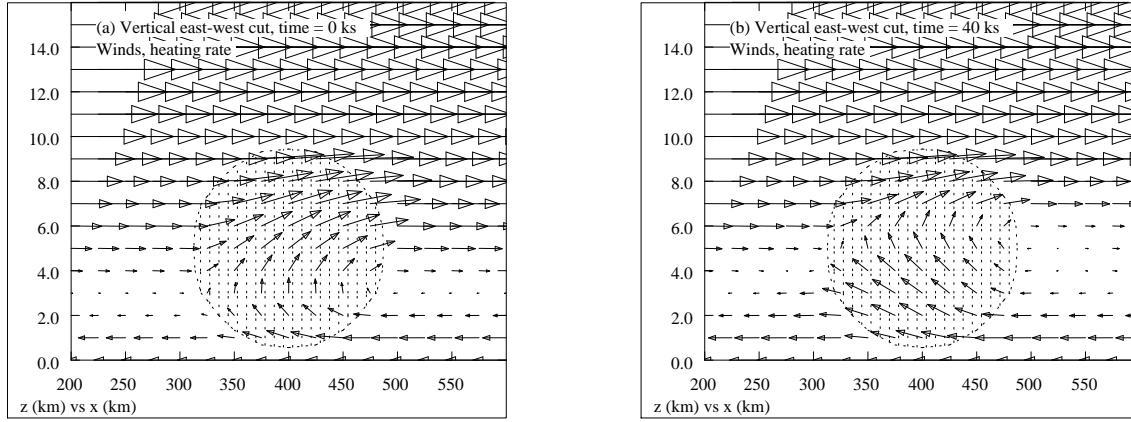 (a) Vertical east-west cut, time = 0 ks
Winds, heating rate
14.0
12.0
10.0
8.0
6.0
4.0
2.0
0.0
200 250 300 350 400 450 500 550
z (km) vs x (km)
(b) Vertical east-west cut, time = 40 ks
Winds, heating rate
14.0
12.0
10.0
8.0
6.0
4.0
2.0
0.0
200 250 300 350 400 450 500 550
z (km) vs x (km)